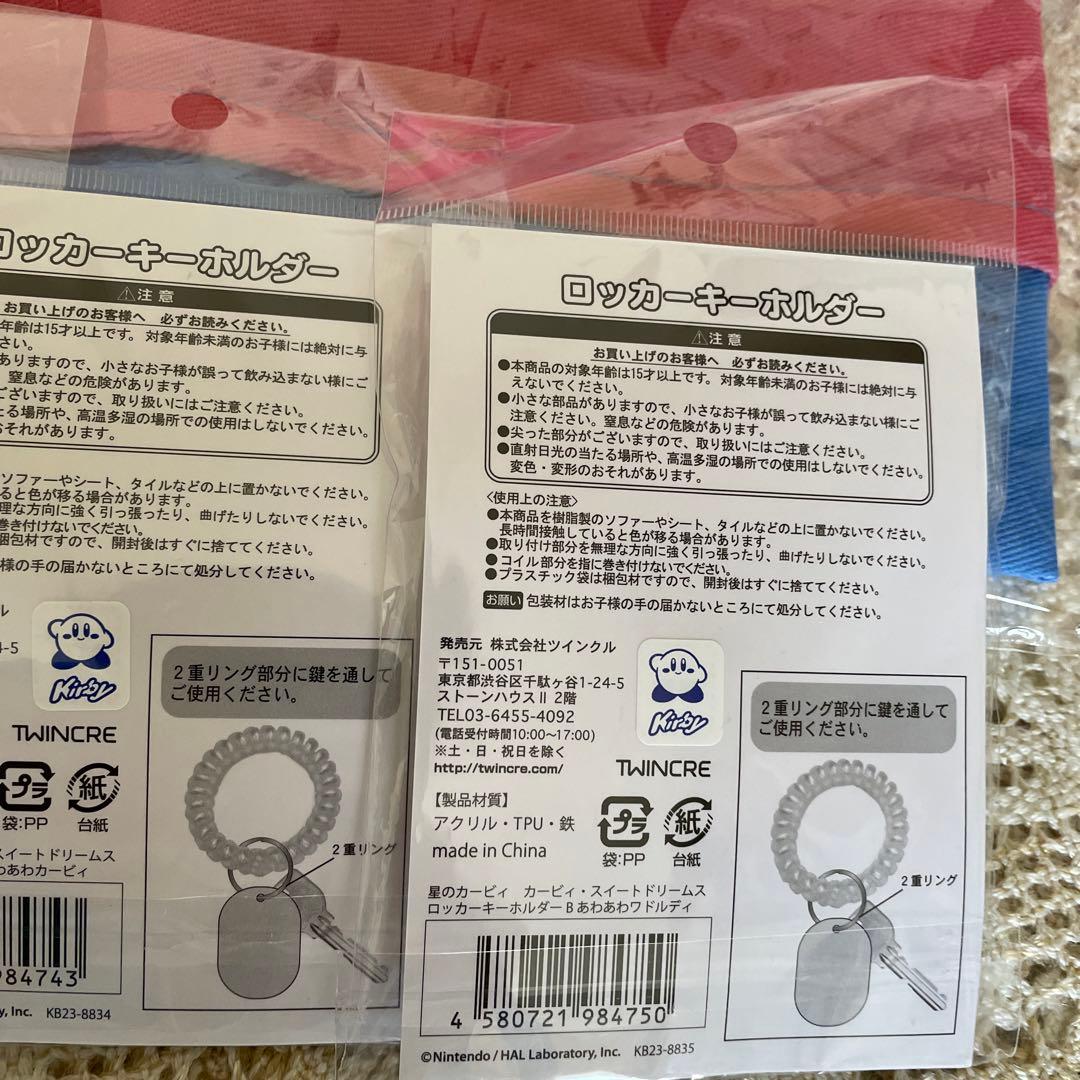 ロッカーキーホルダー
⚠注意
お買い上げのお客様へ 必ずお読みください。
年齢は15才以上です。対象年齢未満のお子様には絶対に与
さい。
ありますので、小さなお子様が誤って飲み込まない様にご
窒息などの危険があります。
ございますので、取り扱いにはご注意ください。
たる場所や、高温多湿の場所での使用はしないでください。
おそれがあります。
ソファーやシート、タイルなどの上に置かないでください。
ると色が移る場合があります。
無理な方向に強く引っ張ったり、曲げたりしないでください。
巻き付けないでください。
梱包材ですので、開封後はすぐに捨ててください。
様の手の届かないところにて処分してください。
ル
4-5
Kirby
TWINCRE
プラ
袋:PP
紙
台紙
2重リング部分に鍵を通して
ご使用ください。
2重リング
スイートドリームス
わあわカービィ
984743
y, Inc. KB23-8834
ロッカーキーホルダー
⚠注意
お買い上げのお客様へ 必ずお読みください。
●本商品の対象年齢は15才以上です。対象年齢未満のお子様には絶対に与
えないでください。
●小さな部品がありますので、小さなお子様が誤って飲み込まない様にご
注意ください。窒息などの危険があります。
●尖った部分がございますので、取り扱いにはご注意ください。
●直射日光の当たる場所や、高温多湿の場所での使用はしないでください。
変色・変形のおそれがあります。
〈使用上の注意〉
●本商品を樹脂製のソファーやシート、タイルなどの上に置かないでください。
長時間接触していると色が移る場合があります。
●取り付け部分を無理な方向に強く引っ張ったり、曲げたりしないでください。
●コイル部分を指に巻き付けないでください。
●プラスチック袋は梱包材ですので、開封後はすぐに捨ててください。
お願い 包装材はお子様の手の届かないところにて処分してください。
発売元 株式会社ツインクル
〒151-0051
東京都渋谷区千駄ヶ谷1-24-5
ストーンハウスⅡ 2階
TEL03-6455-4092
(電話受付時間10:00〜17:00)
※土・日・祝日を除く
http://twincre.com/
Kirby
TWINCRE
【製品材質】
アクリル・TPU・鉄
made in China
プラ
袋:PP
紙
台紙
2重リング部分に鍵を通して
ご使用ください。
2重リング
星のカービィ カービィ・スイートドリームス
ロッカーキーホルダー B あわあわワドルディ
4 580721 984750
©Nintendo / HAL Laboratory, Inc. KB23-8835